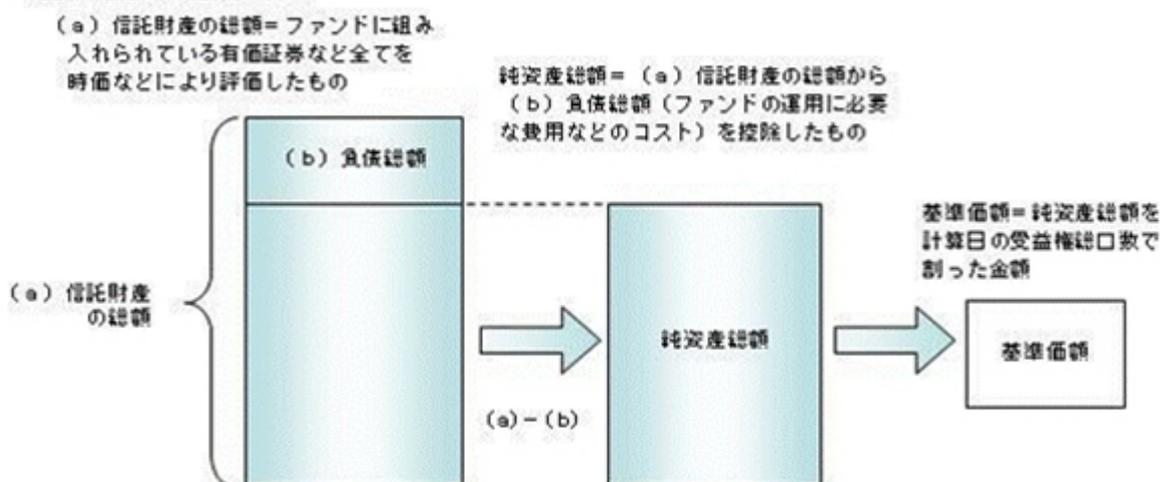 (a)信託財産の総額=ファンドに組み
入れられている有価証券など全てを
時価などにより評価したもの
純資産総額=(a)信託財産の総額から
(b)負債総額(ファンドの運用に必要
な費用などのコスト)を控除したもの
(b)負債総額
基準価額=純資産総額を
計算日の受益権総口数で
割った金額
(a)信託財産
の総額
純資産総額
基準価額
(a)-(b)